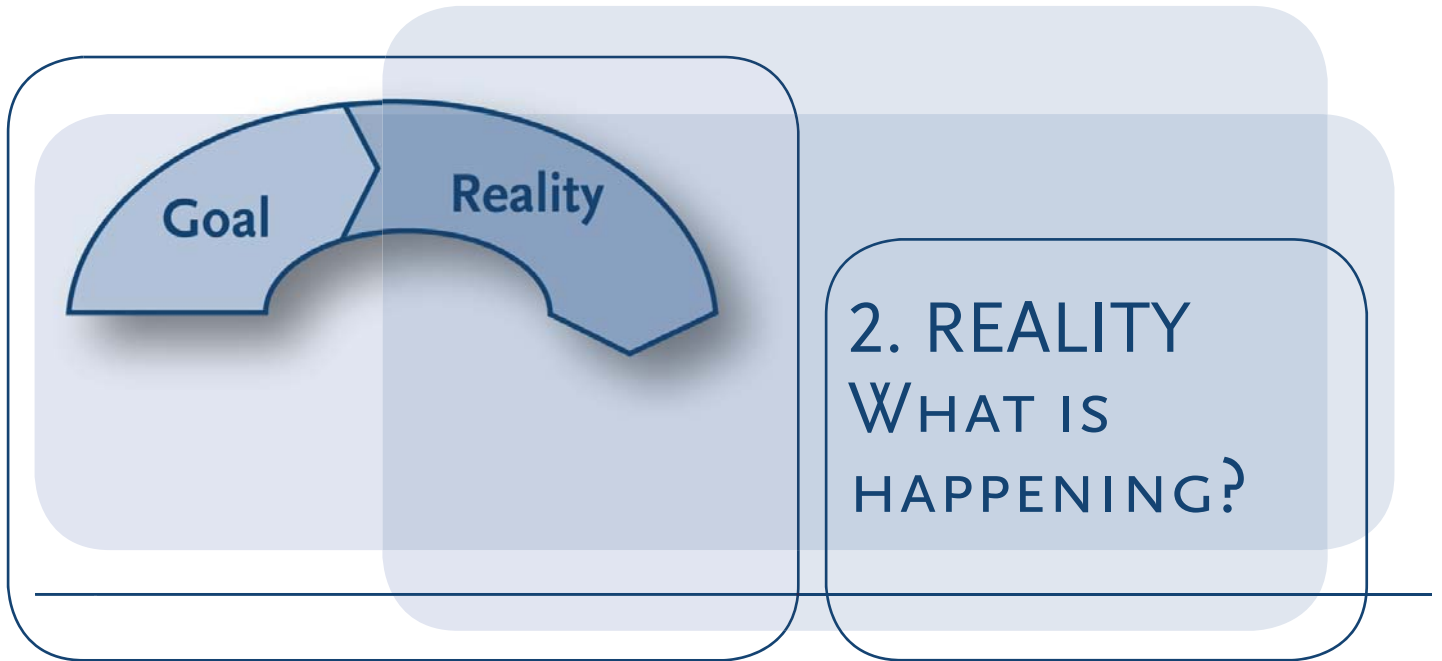 Goal
Reality
2. REALITY
WHAT IS
HAPPENING?